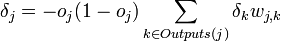 δ_j = −o_j(1 − o_j) ∑_{k∈Outputs(j)} δ_k w_{j,k}